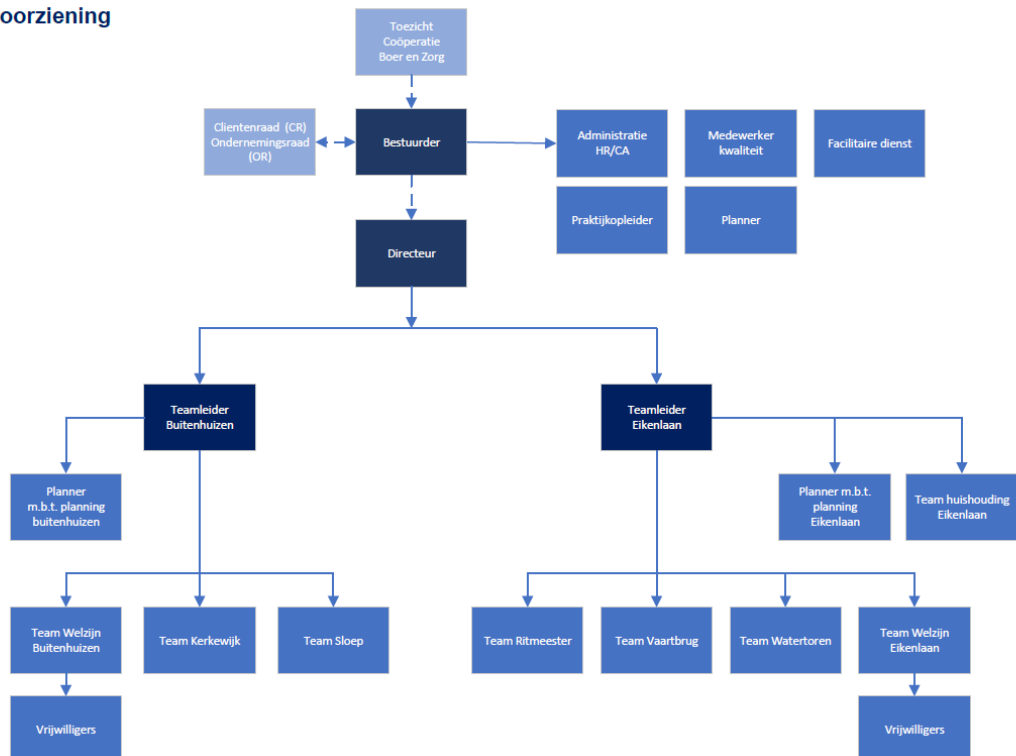 oorziening
Toezicht
Coöperatie
Boer en Zorg
Clientenraad (CR)
Ondernemingsraad
(OR)
Bestuurder
Administratie
HR/CA
Medewerker
kwaliteit
Facilitaire dienst
Praktijkopleider
Planner
Directeur
Teamleider
Buitenhuizen
Teamleider
Eikenlaan
Planner
m.b.t. planning
buitenhuizen
Planner m.b.t.
planning
Eikenlaan
Team huishouding
Eikenlaan
Team Welzijn
Buitenhuizen
Team Kerkewijk
Team Sloep
Team Ritmeester
Team Vaartbrug
Team Watertoren
Team Welzijn
Eikenlaan
Vrijwilligers
Vrijwilligers